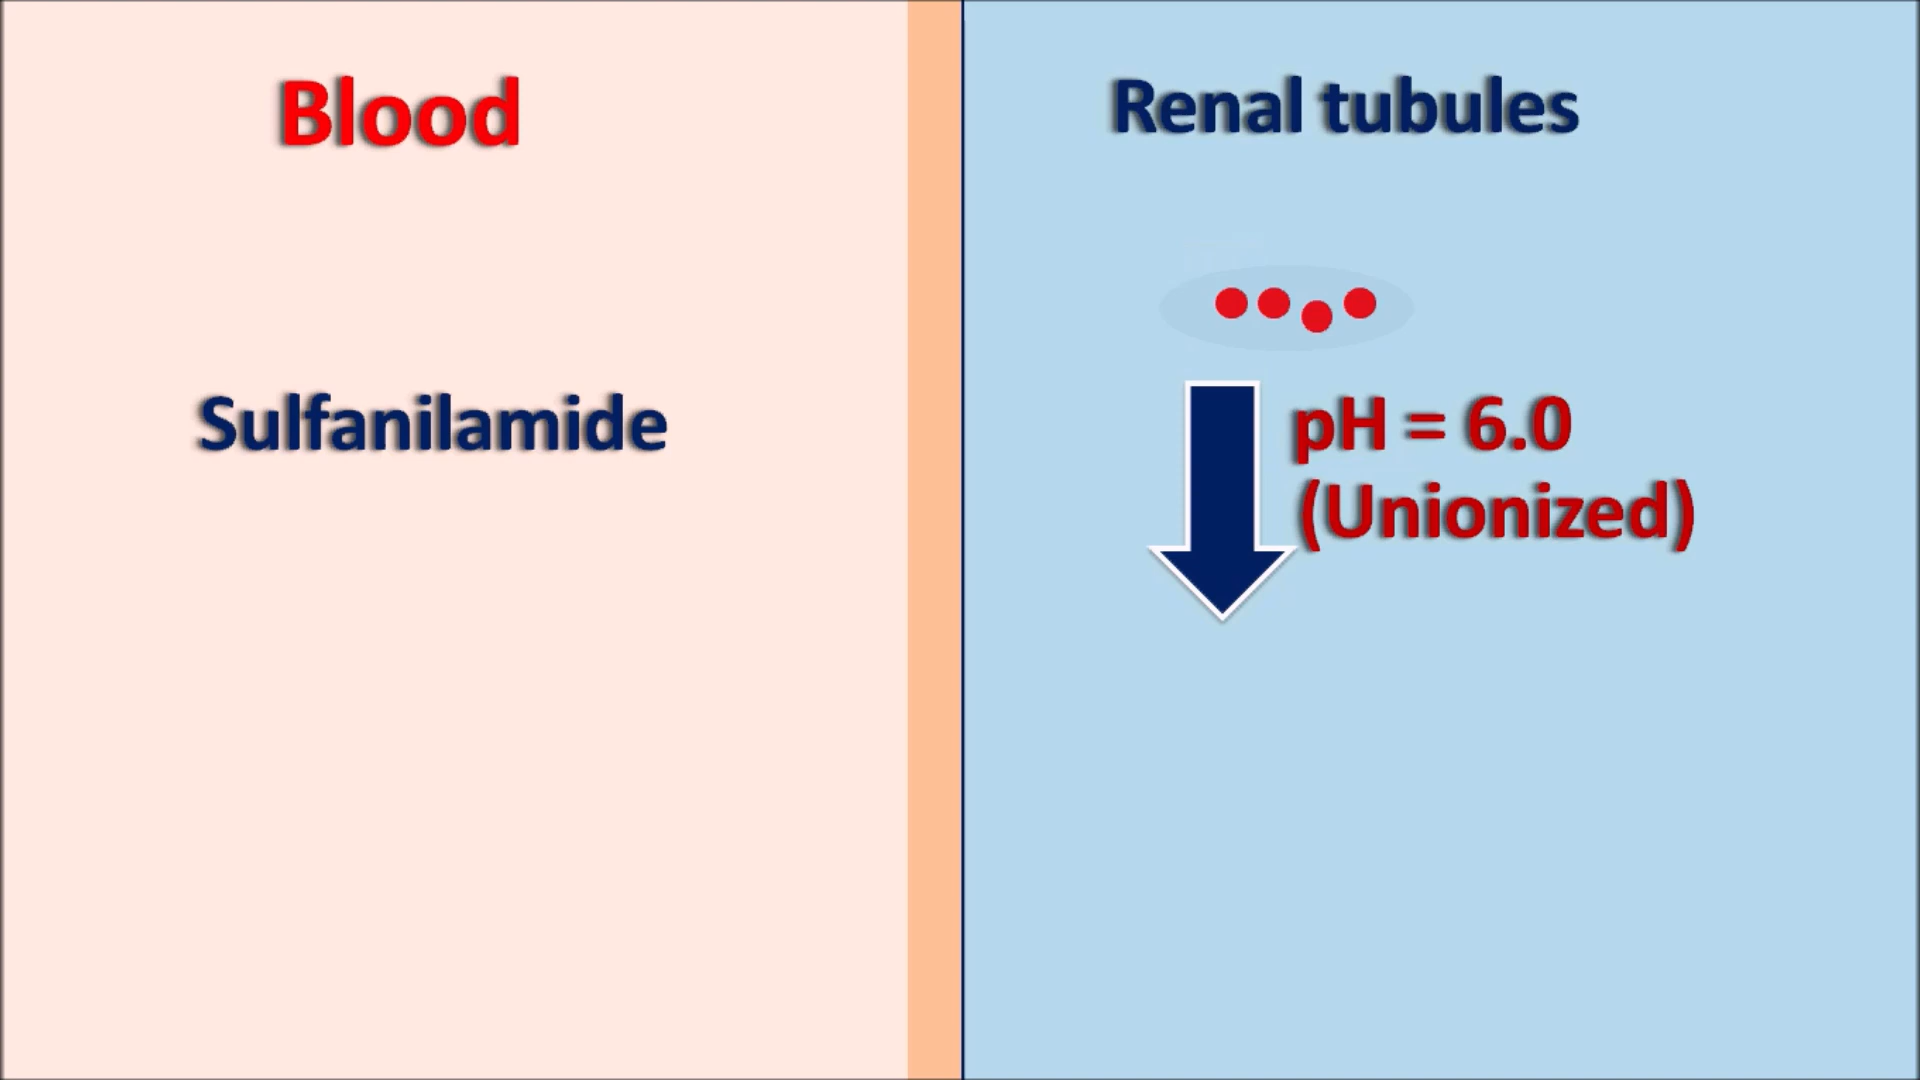 Blood
Renal tubules
Sulfanilamide
pH = 6.0
(Unionized)